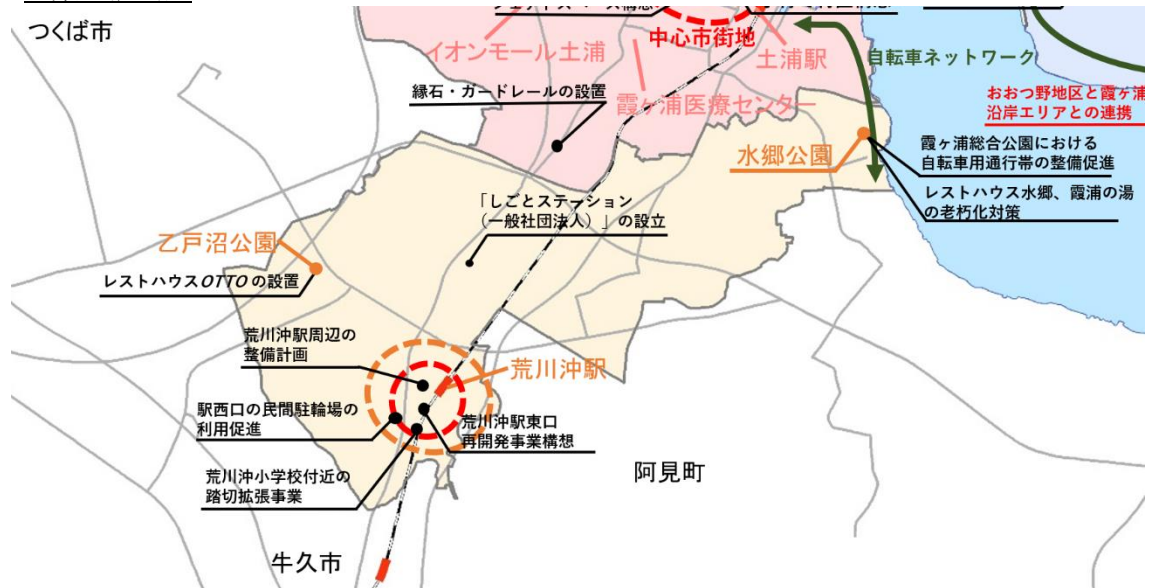 つくば市
中心市街地
イオンモール土浦
土浦駅
自転車ネットワーク
縁石・ガードレールの設置
霞ヶ浦医療センター
おおつ野地区と霞ヶ浦
沿岸エリアとの連携
水郷公園
霞ヶ浦総合公園における
自転車用通行帯の整備促進
レストハウス水郷、霞浦の湯
の老朽化対策
「しごとステーション
(一般社団法人)」の設立
乙戸沼公園
レストハウスOTTOの設置
荒川沖駅周辺の
整備計画
荒川沖駅
駅西口の民間駐輪場の
利用促進
荒川沖駅東口
再開発事業構想
荒川沖小学校付近の
踏切拡張事業
阿見町
牛久市